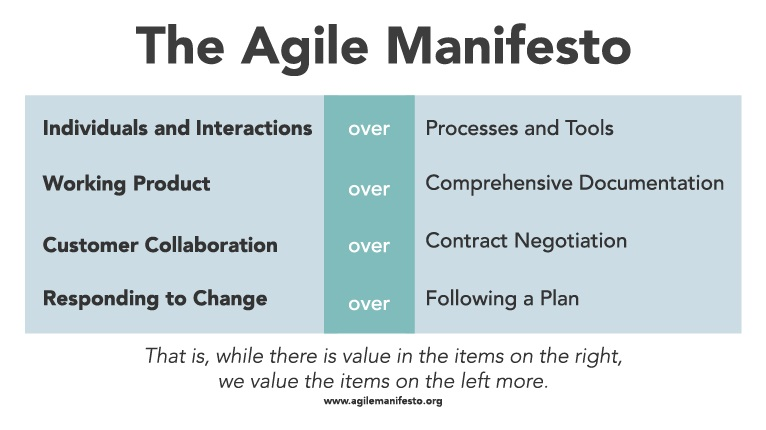 The Agile Manifesto
Individuals and Interactions over Processes and Tools
Working Product over Comprehensive Documentation
Customer Collaboration over Contract Negotiation
Responding to Change over Following a Plan
That is, while there is value in the items on the right,
we value the items on the left more.
www.agilemanifesto.org